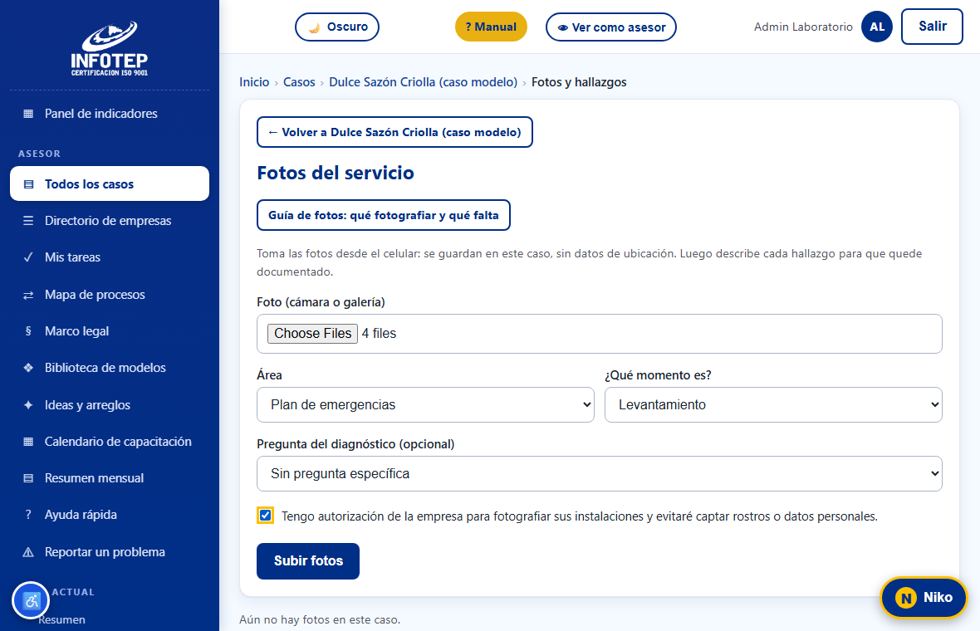 INFOTEP
CERTIFICACION ISO 9001
Panel de indicadores
ASESOR
Todos los casos
Directorio de empresas
Mis tareas
Mapa de procesos
§ Marco legal
Biblioteca de modelos
Ideas y arreglos
Calendario de capacitación
Resumen mensual
? Ayuda rápida
Reportar un problema
ACTUAL
Resumen
Oscuro
? Manual
Ver como asesor
Admin Laboratorio
AL
Salir
Inicio › Casos › Dulce Sazón Criolla (caso modelo) › Fotos y hallazgos
← Volver a Dulce Sazón Criolla (caso modelo)
Fotos del servicio
Guía de fotos: qué fotografiar y qué falta
Toma las fotos desde el celular: se guardan en este caso, sin datos de ubicación. Luego describe cada hallazgo para que quede
documentado.
Foto (cámara o galería)
Choose Files 4 files
Área
¿Qué momento es?
Plan de emergencias
Levantamiento
Pregunta del diagnóstico (opcional)
Sin pregunta específica
Tengo autorización de la empresa para fotografiar sus instalaciones y evitaré captar rostros o datos personales.
Subir fotos
Aún no hay fotos en este caso.
N Niko